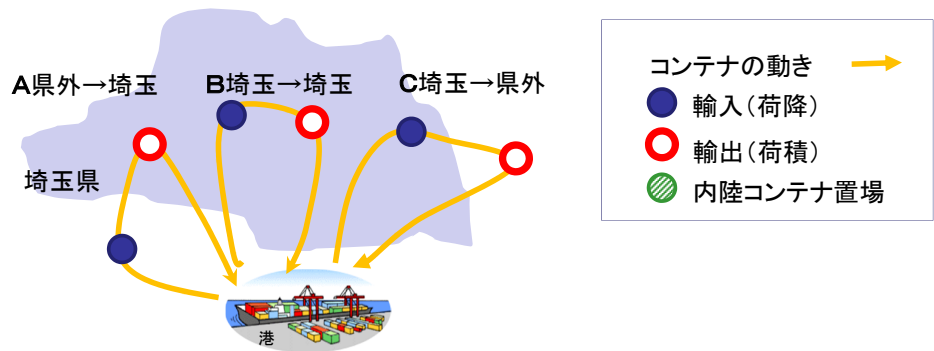 A県外→埼玉
B埼玉→埼玉
C埼玉→県外
埼玉県
港
コンテナの動き
輸入（荷降）
輸出（荷積）
内陸コンテナ置場